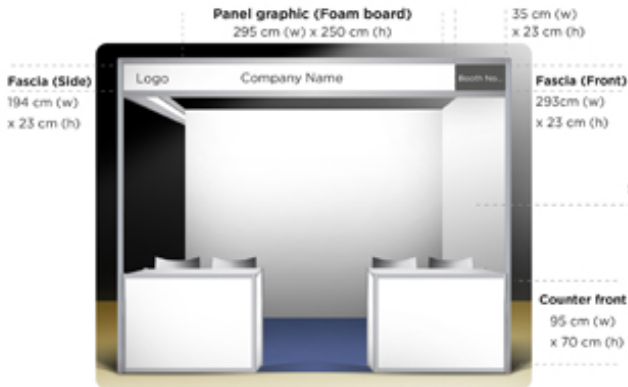 Panel graphic (Foam board)
295 cm (w) x 250 cm (h)
35 cm (w)
x 23 cm (h)
Logo
Company Name
Booth No...
Fascia (Side)
194 cm (w)
x 23 cm (h)
Fascia (Front)
293cm (w)
x 23 cm (h)
Counter front
95 cm (w)
x 70 cm (h)